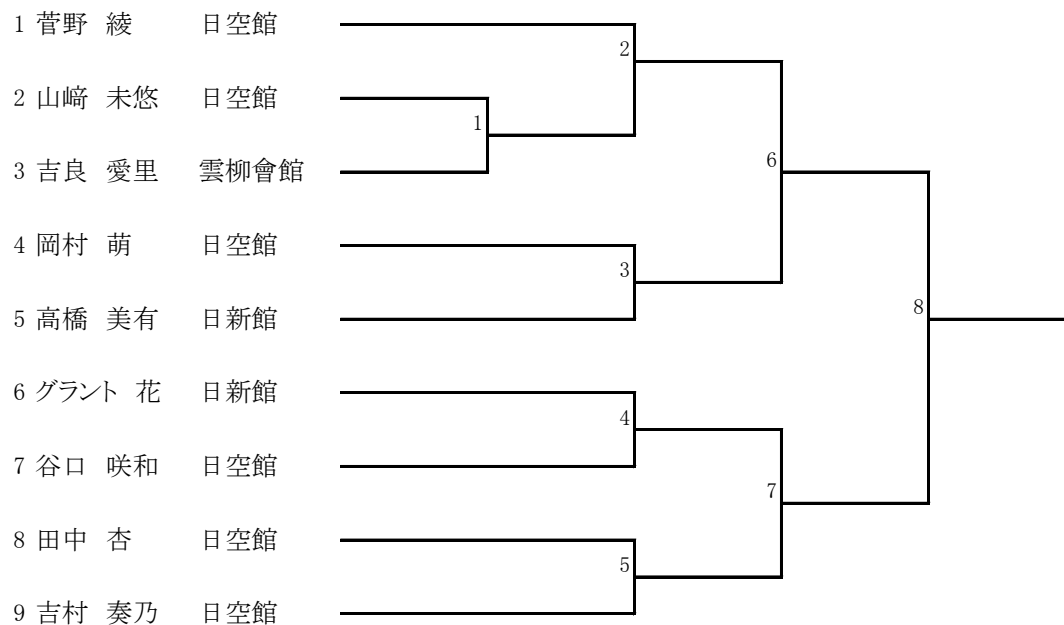 1 菅野 綾 日空館
2
2 山﨑 未悠 日空館
1
3 吉良 愛里 雲柳會館
6
4 岡村 萌 日空館
3
8
5 高橋 美有 日新館
6 グラント 花 日新館
4
7 谷口 咲和 日空館
7
8 田中 杏 日空館
5
9 吉村 奏乃 日空館